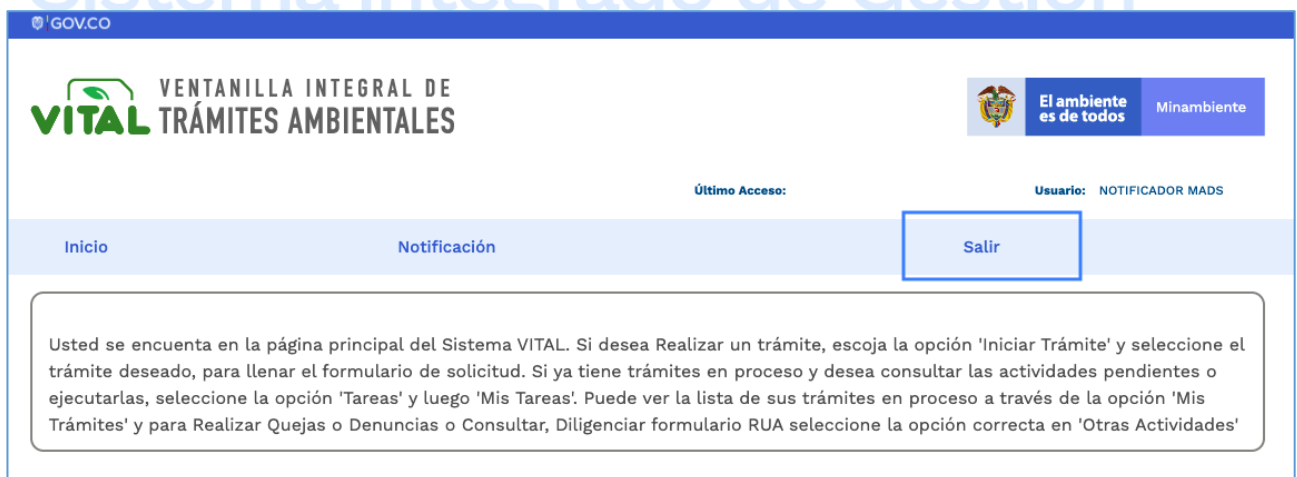 Sistema Integrado de Gestión
GOV.CO
VITAL
VENTANILLA INTEGRAL DE
TRÁMITES AMBIENTALES
El ambiente
es de todos
Minambiente
Último Acceso:
Usuario: NOTIFICADOR MADS
Inicio
Notificación
Salir
Usted se encuentra en la página principal del Sistema VITAL. Si desea Realizar un trámite, escoja la opción 'Iniciar Trámite' y seleccione el
trámite deseado, para llenar el formulario de solicitud. Si ya tiene trámites en proceso y desea consultar las actividades pendientes o
ejecutarlas, seleccione la opción 'Tareas' y luego 'Mis Tareas'. Puede ver la lista de sus trámites en proceso a través de la opción 'Mis
Trámites' y para Realizar Quejas o Denuncias o Consultar, Diligenciar formulario RUA seleccione la opción correcta en 'Otras Actividades'